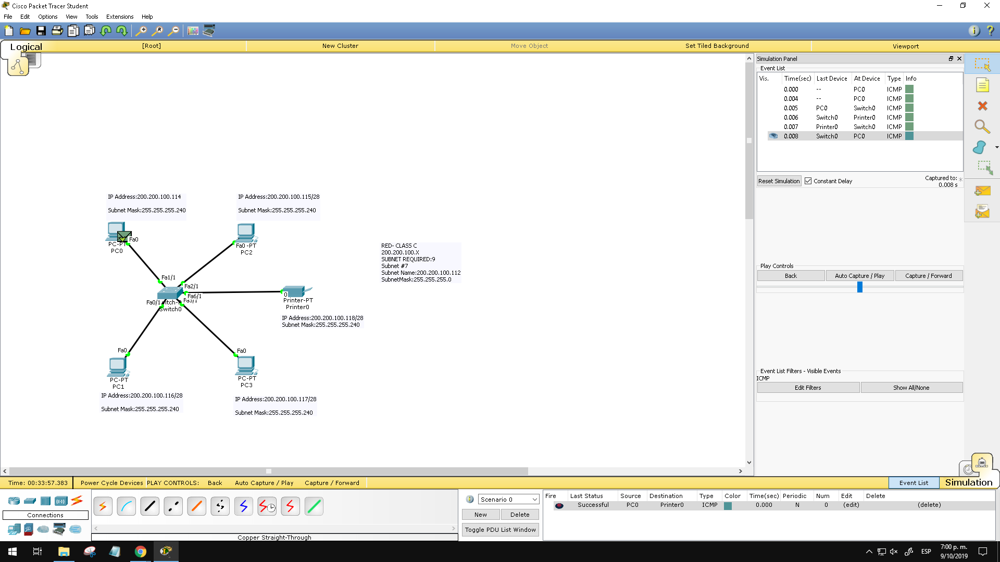 Cisco Packet Tracer Student
File Edit Options View Tools Extensions Help
Logical [Root] New Cluster Move Object Set Tiled Background Viewport
Simulation Panel
Event List
Vis. Time(sec) Last Device At Device Type Info
0.000 -- PC0 ICMP
0.004 -- PC0 ICMP
0.005 PC0 Switch0 ICMP
0.006 Switch0 Printer0 ICMP
0.007 Printer0 Switch0 ICMP
0.008 Switch0 PC0 ICMP
Reset Simulation Constant Delay Captured to:
0.008 s
Play Controls
Back Auto Capture / Play Capture / Forward
Event List Filters - Visible Events
ICMP
Edit Filters Show All/None
IP Address:200.200.100.114
Subnet Mask:255.255.255.240
IP Address:200.200.100.115/28
Subnet Mask:255.255.255.240
Fa0
PC-PT
PC0
Fa0 -PT
PC2
RED- CLASS C
200.200.100.X
SUBNET REQUIRED:9
Subnet #7
Subnet Name:200.200.100.112
SubnetMask:255.255.255.0
Fa1/1
Fa2/1
Fa6/1
Fa0/1
Switch0
0
Printer-PT
Printer0
IP Address:200.200.100.118/28
Subnet Mask:255.255.255.240
Fa0
PC-PT
PC1
IP Address:200.200.100.116/28
Subnet Mask:255.255.255.240
Fa0
PC-PT
PC3
IP Address:200.200.100.117/28
Subnet Mask:255.255.255.240
Time: 00:33:57.383 Power Cycle Devices PLAY CONTROLS: Back Auto Capture / Play Capture / Forward Event List Simulation
Connections
Copper Straight-Through
Scenario 0
New Delete
Toggle PDU List Window
Fire Last Status Source Destination Type Color Time(sec) Periodic Num Edit Delete
Successful PC0 Printer0 ICMP 0.000 N 0 (edit) (delete)
ESP
7:00 p. m.
9/10/2019